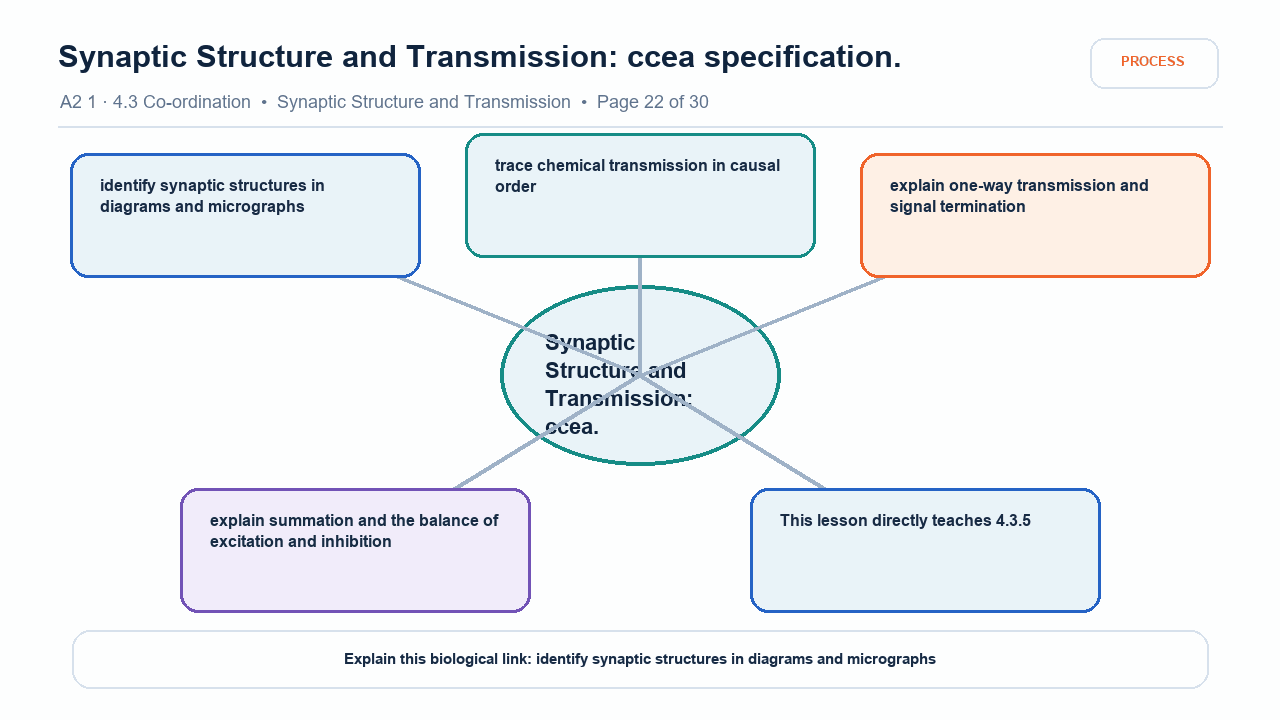 Synaptic Structure and Transmission: ccea specification.
PROCESS
A2 1 · 4.3 Co-ordination • Synaptic Structure and Transmission • Page 22 of 30
identify synaptic structures in
diagrams and micrographs
trace chemical transmission in causal
order
explain one-way transmission and
signal termination
Synaptic
Structure and
Transmission:
ccea.
explain summation and the balance of
excitation and inhibition
This lesson directly teaches 4.3.5
Explain this biological link: identify synaptic structures in diagrams and micrographs